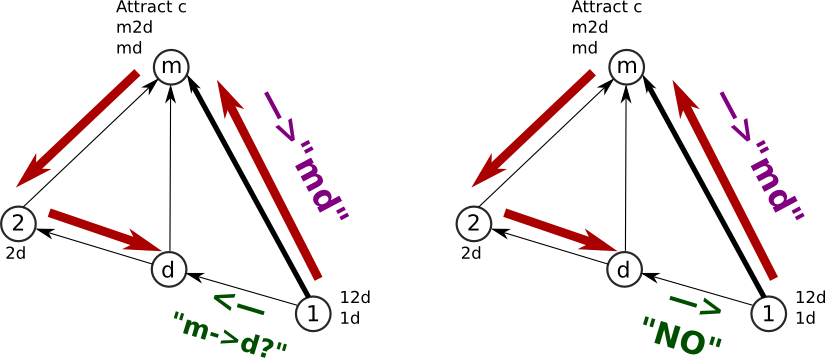 Attract c
m2d
md
m
-->"md"
2
2d
d
1
12d
1d
<--
"m->d?"
Attract c
m2d
md
m
-->"md"
2
2d
d
1
12d
1d
-->
"NO"